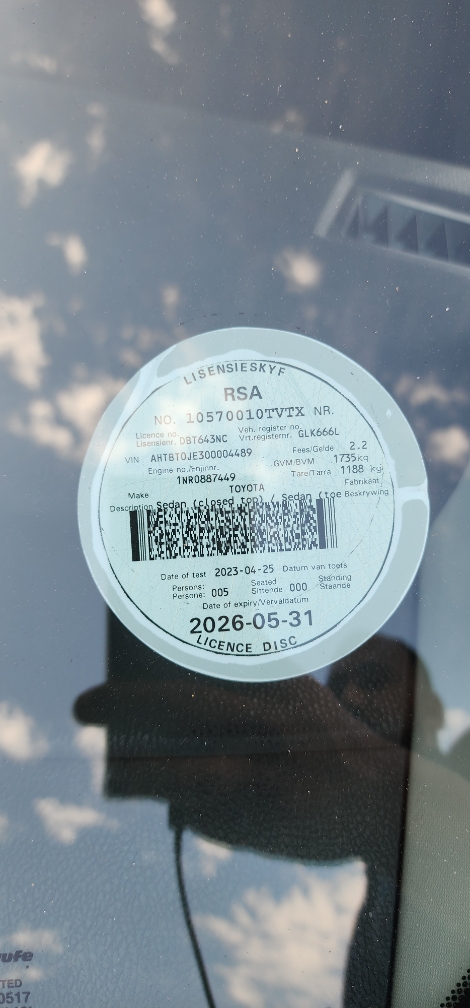 LISENSIESKYF
RSA
NO. 10570010TVTX NR.
Licence no. Veh. register no.
Lisensienr. DBT643NC Vrt.registernr. GLK666L
VIN AHTBT0JE300004489 Fees/Gelde 2.2
Engine no./Enjinnr. GVM/BVM 1735kg
1NR0887449 Tare/Tarra 1188 kg
Make TOYOTA Fabrikaat
Description Sedan (closed top) / Sedan (toe Beskrywing
Date of test 2023-04-25 Datum van toets
Persons: Seated Standing
Persone: 005 Sittende 000 Staande
Date of expiry/Vervaldatum
2026-05-31
LICENCE DISC
TED
0517